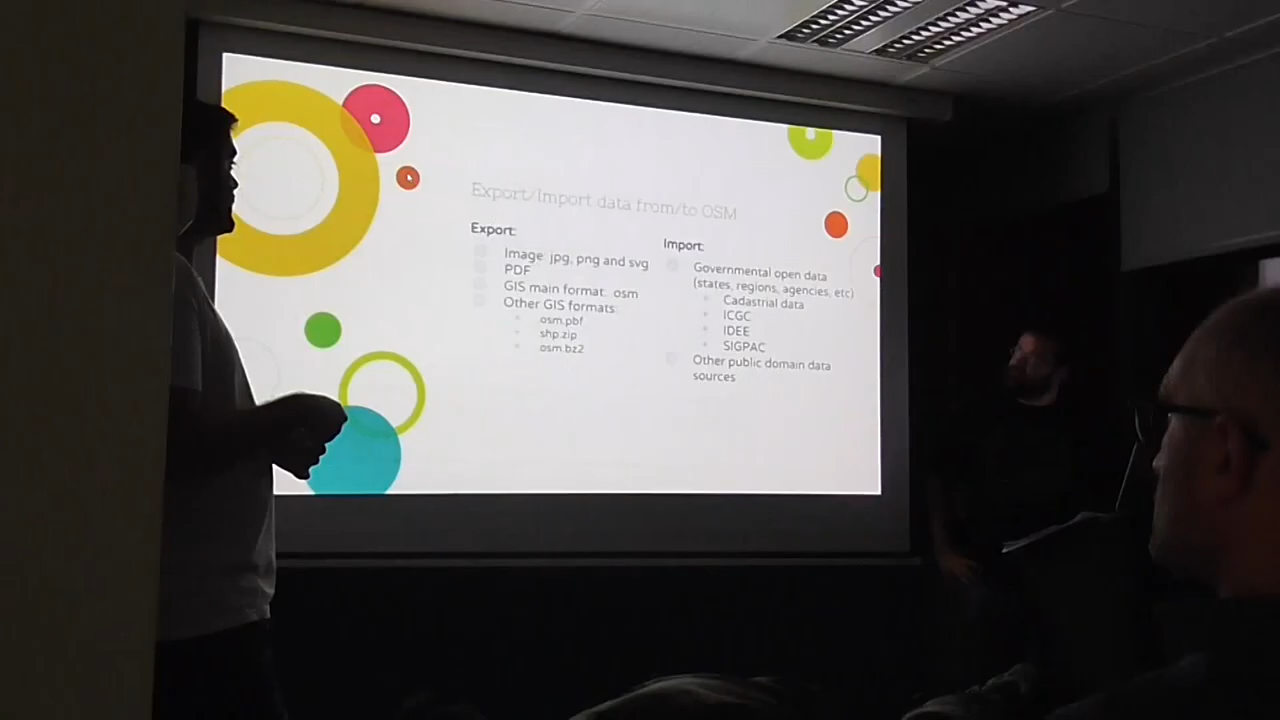 Export/Import data from/to OSM
Export:
Image: jpg, png and svg
PDF
GIS main format: osm
Other GIS formats:
osm.pbf
shp.zip
osm.bz2
Import:
Governmental open data
(states, regions, agencies, etc)
Cadastrial data
ICGC
IDEE
SIGPAC
Other public domain data
sources